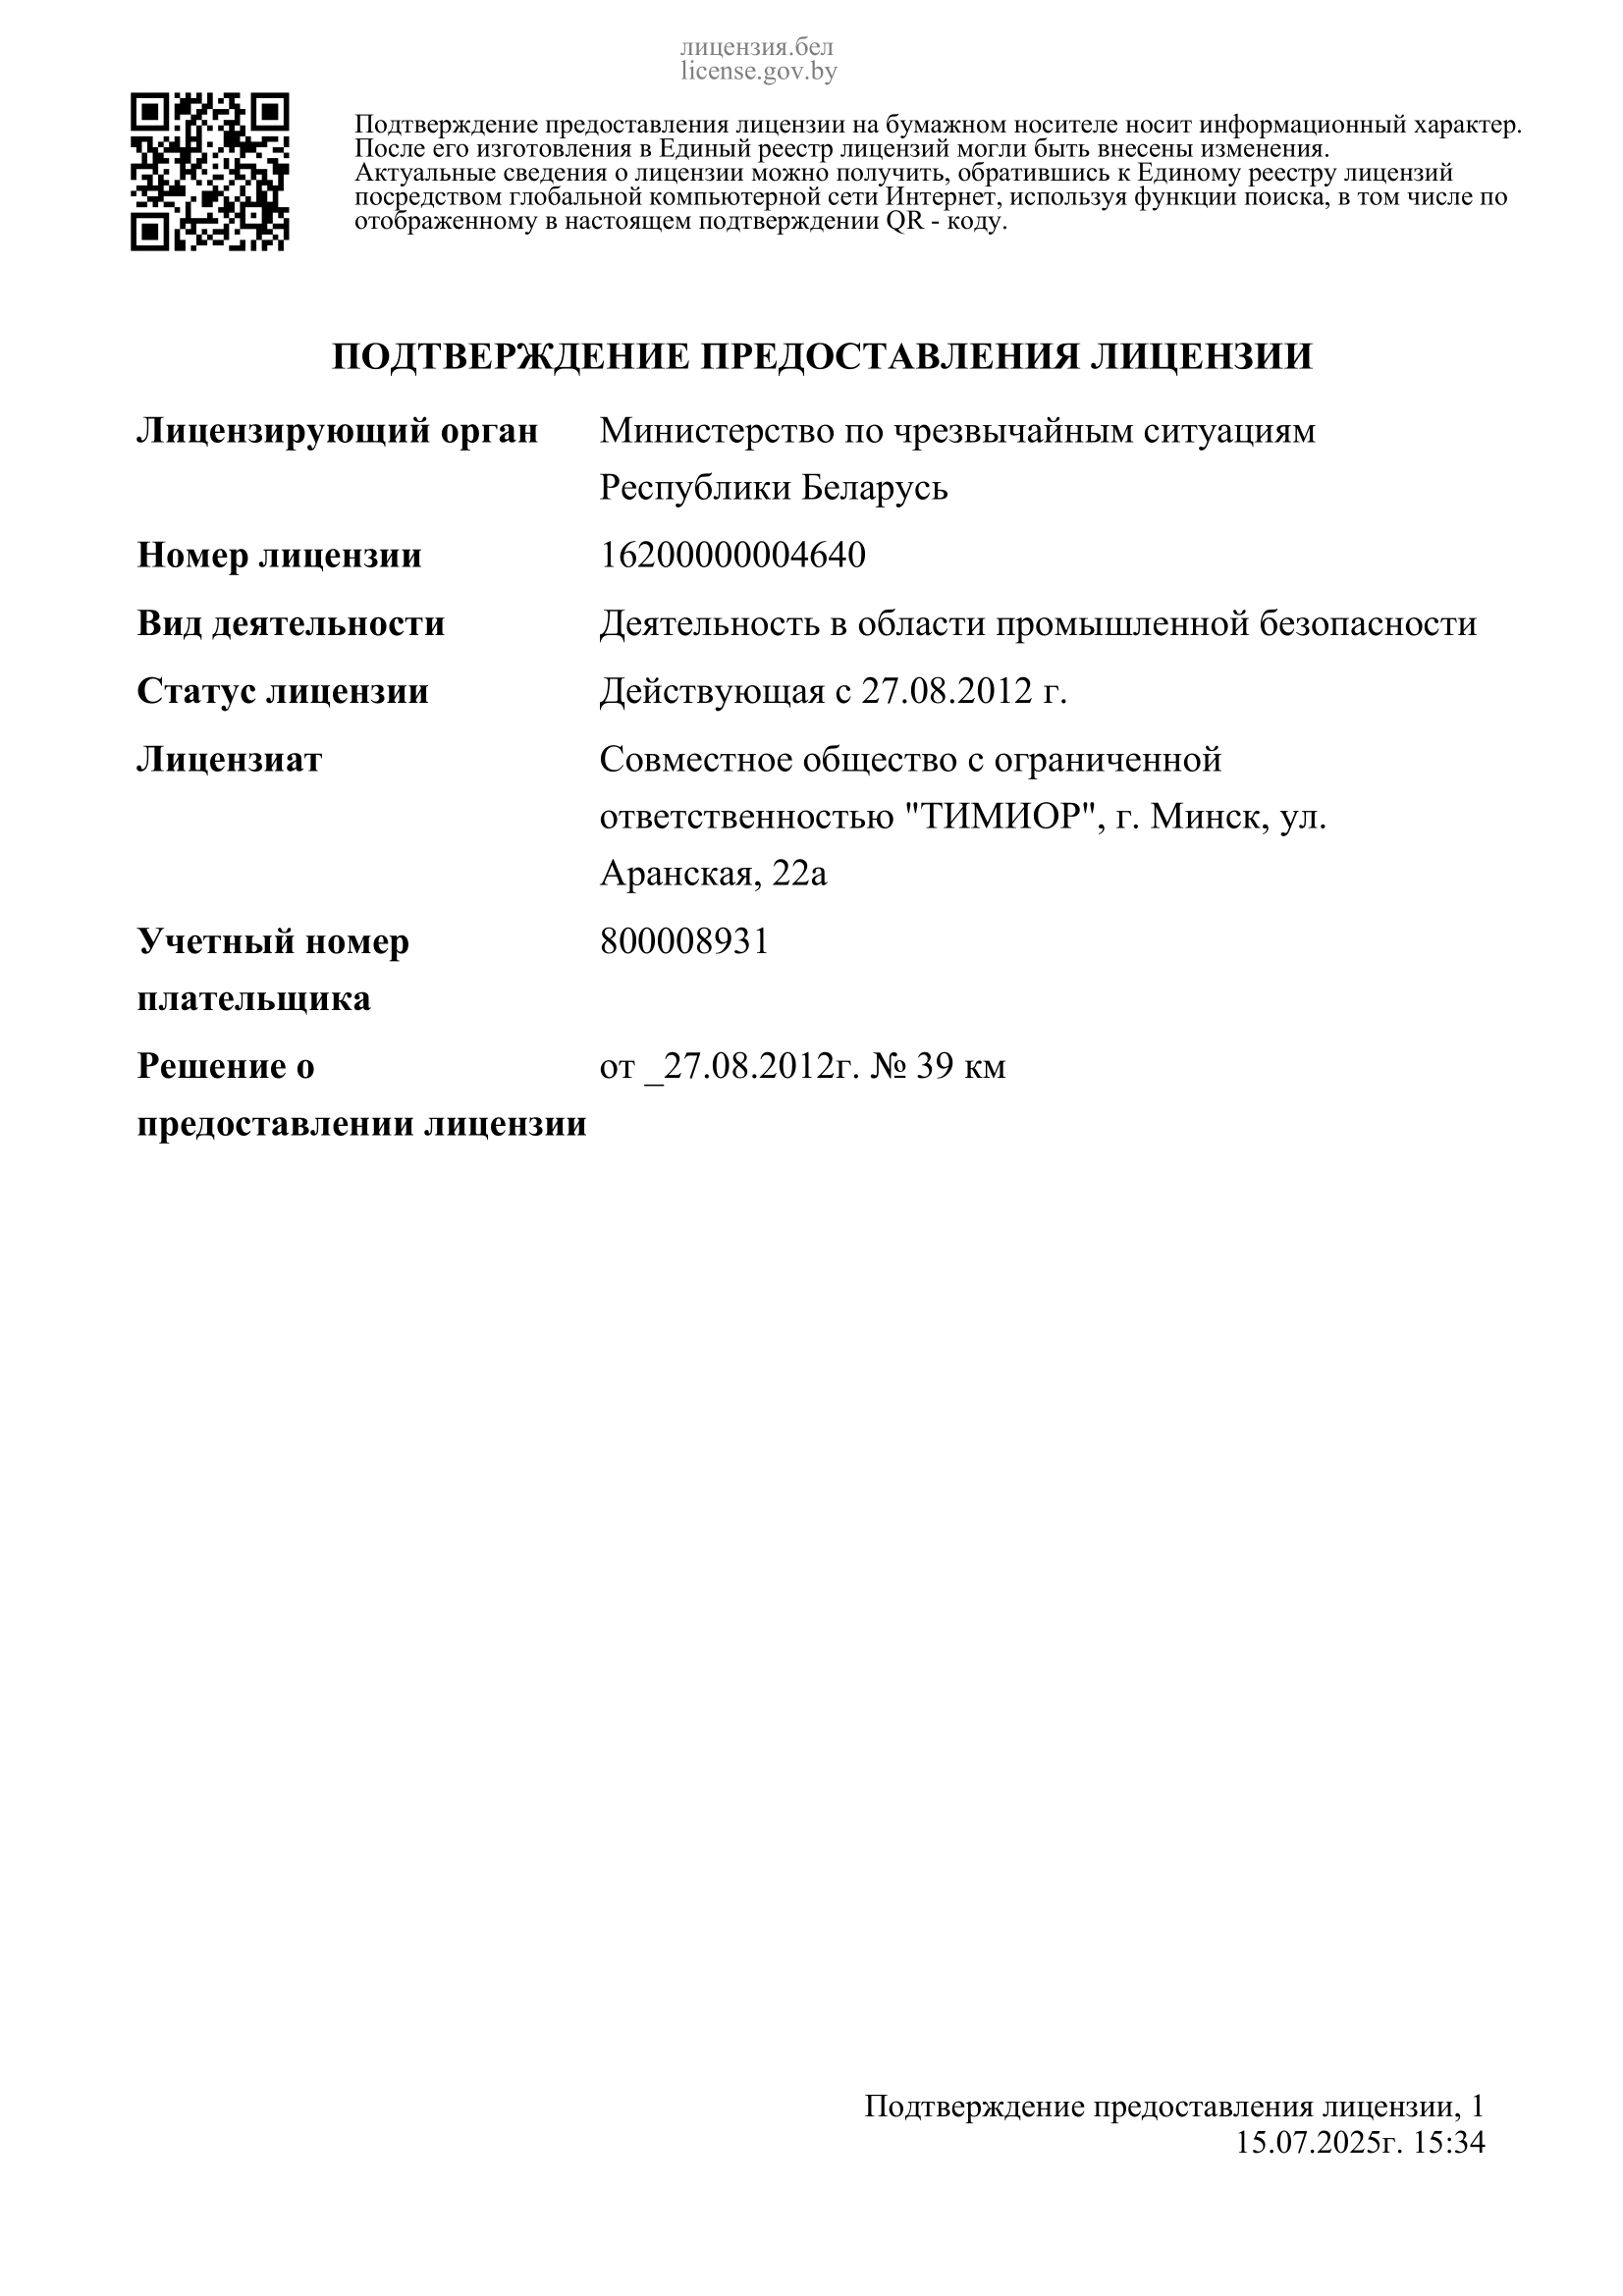 лицензия.бел
license.gov.by
Подтверждение предоставления лицензии на бумажном носителе носит информационный характер.
После его изготовления в Единый реестр лицензий могли быть внесены изменения.
Актуальные сведения о лицензии можно получить, обратившись к Единому реестру лицензий
посредством глобальной компьютерной сети Интернет, используя функции поиска, в том числе по
отображенному в настоящем подтверждении QR - коду.
ПОДТВЕРЖДЕНИЕ ПРЕДОСТАВЛЕНИЯ ЛИЦЕНЗИИ
Лицензирующий орган Министерство по чрезвычайным ситуациям
Республики Беларусь
Номер лицензии 16200000004640
Вид деятельности Деятельность в области промышленной безопасности
Статус лицензии Действующая с 27.08.2012 г.
Лицензиат Совместное общество с ограниченной
ответственностью "ТИМИОР", г. Минск, ул.
Аранская, 22а
Учетный номер 800008931
плательщика
Решение о от _27.08.2012г. № 39 км
предоставлении лицензии
Подтверждение предоставления лицензии, 1
15.07.2025г. 15:34